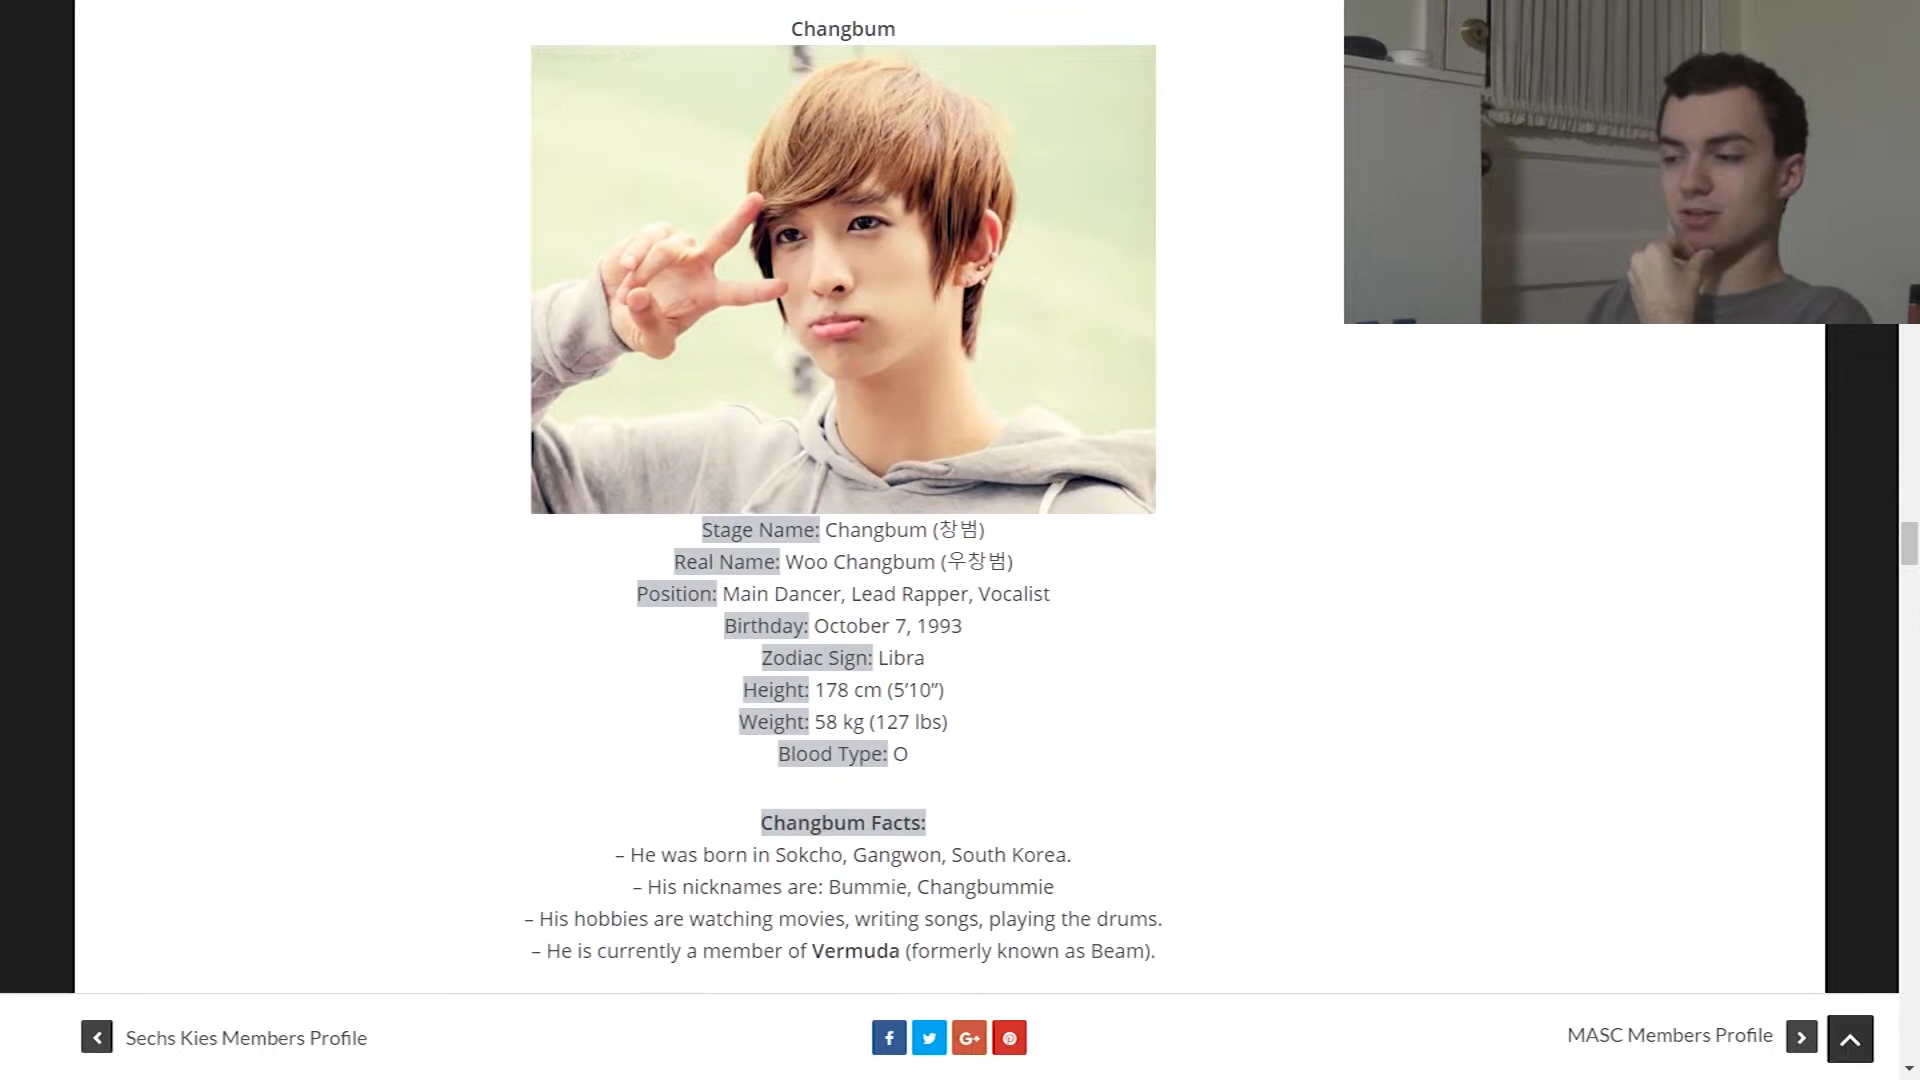 Changbum
Stage Name: Changbum (창범)
Real Name: Woo Changbum (우창범)
Position: Main Dancer, Lead Rapper, Vocalist
Birthday: October 7, 1993
Zodiac Sign: Libra
Height: 178 cm (5’10”)
Weight: 58 kg (127 lbs)
Blood Type: O
Changbum Facts:
– He was born in Sokcho, Gangwon, South Korea.
– His nicknames are: Bummie, Changbummie
– His hobbies are watching movies, writing songs, playing the drums.
– He is currently a member of Vermuda (formerly known as Beam).
Sechs Kies Members Profile
MASC Members Profile